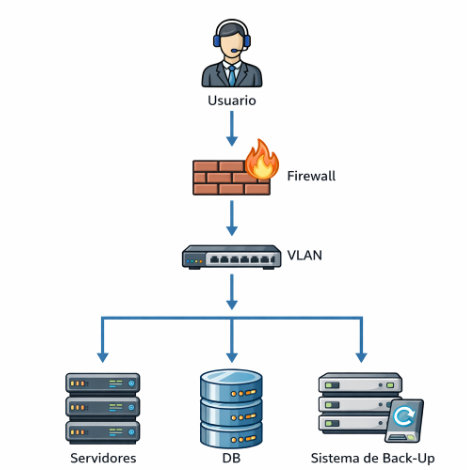 Usuario
Firewall
VLAN
Servidores
DB
Sistema de Back-Up